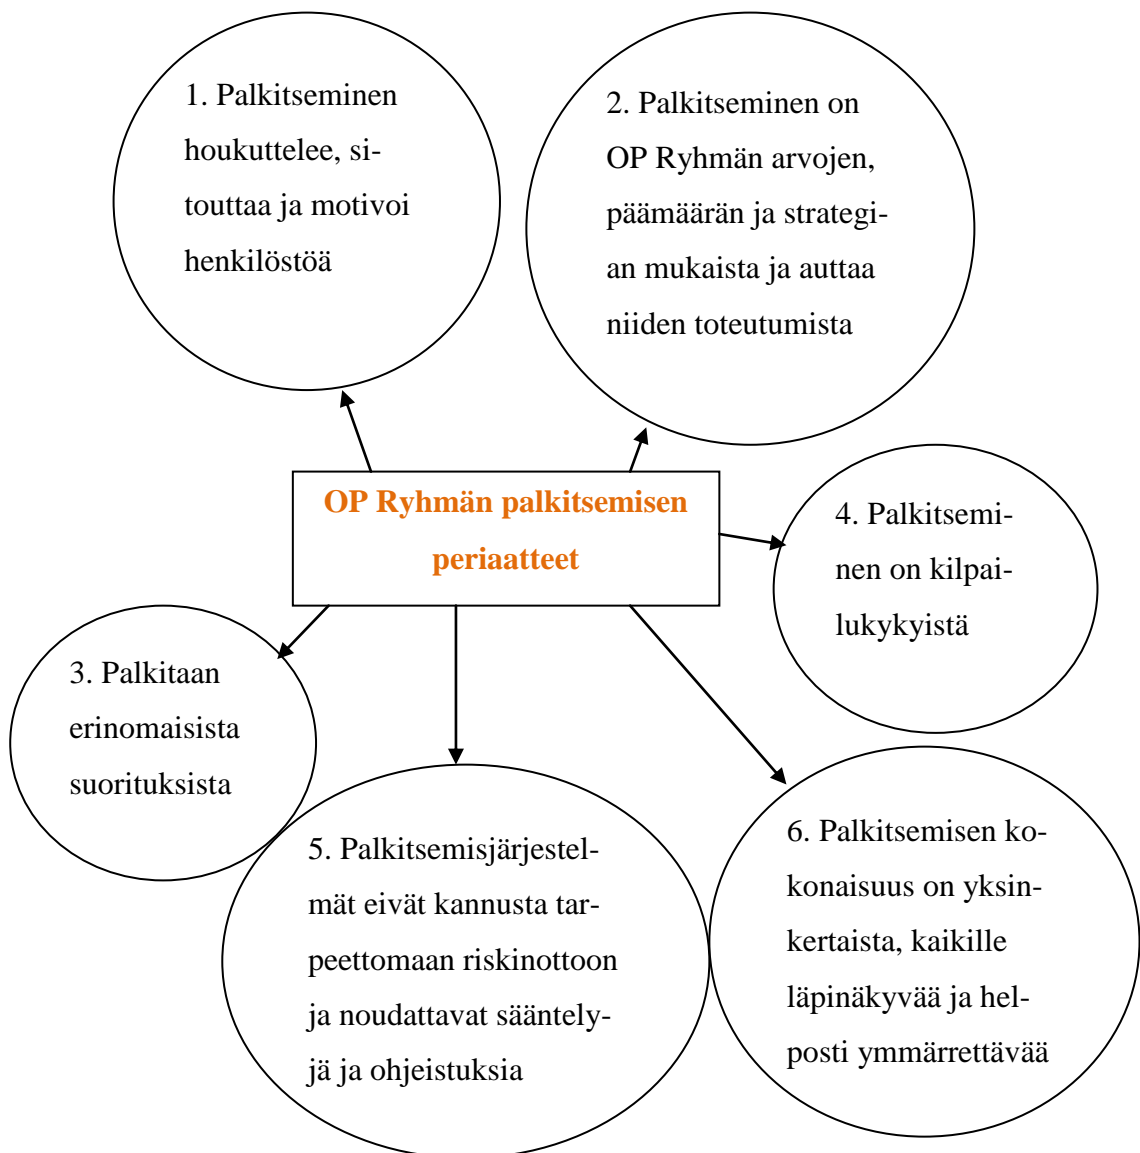 1. Palkitseminen
houkuttelee, si-
touttaa ja motivoi
henkilöstöä
2. Palkitseminen on
OP Ryhmän arvojen,
päämäärän ja strategi-
an mukaista ja auttaa
niiden toteutumista
OP Ryhmän palkitsemisen
periaatteet
4. Palkitsemi-
nen on kilpai-
lukykyistä
3. Palkitaan
erinomaisista
suorituksista
5. Palkitsemisjärjestel-
mät eivät kannusta tar-
peettomaan riskinottoon
ja noudattavat sääntely-
jä ja ohjeistuksia
6. Palkitsemisen ko-
konaisuus on yksin-
kertaista, kaikille
läpinäkyvää ja hel-
posti ymmärrettävää